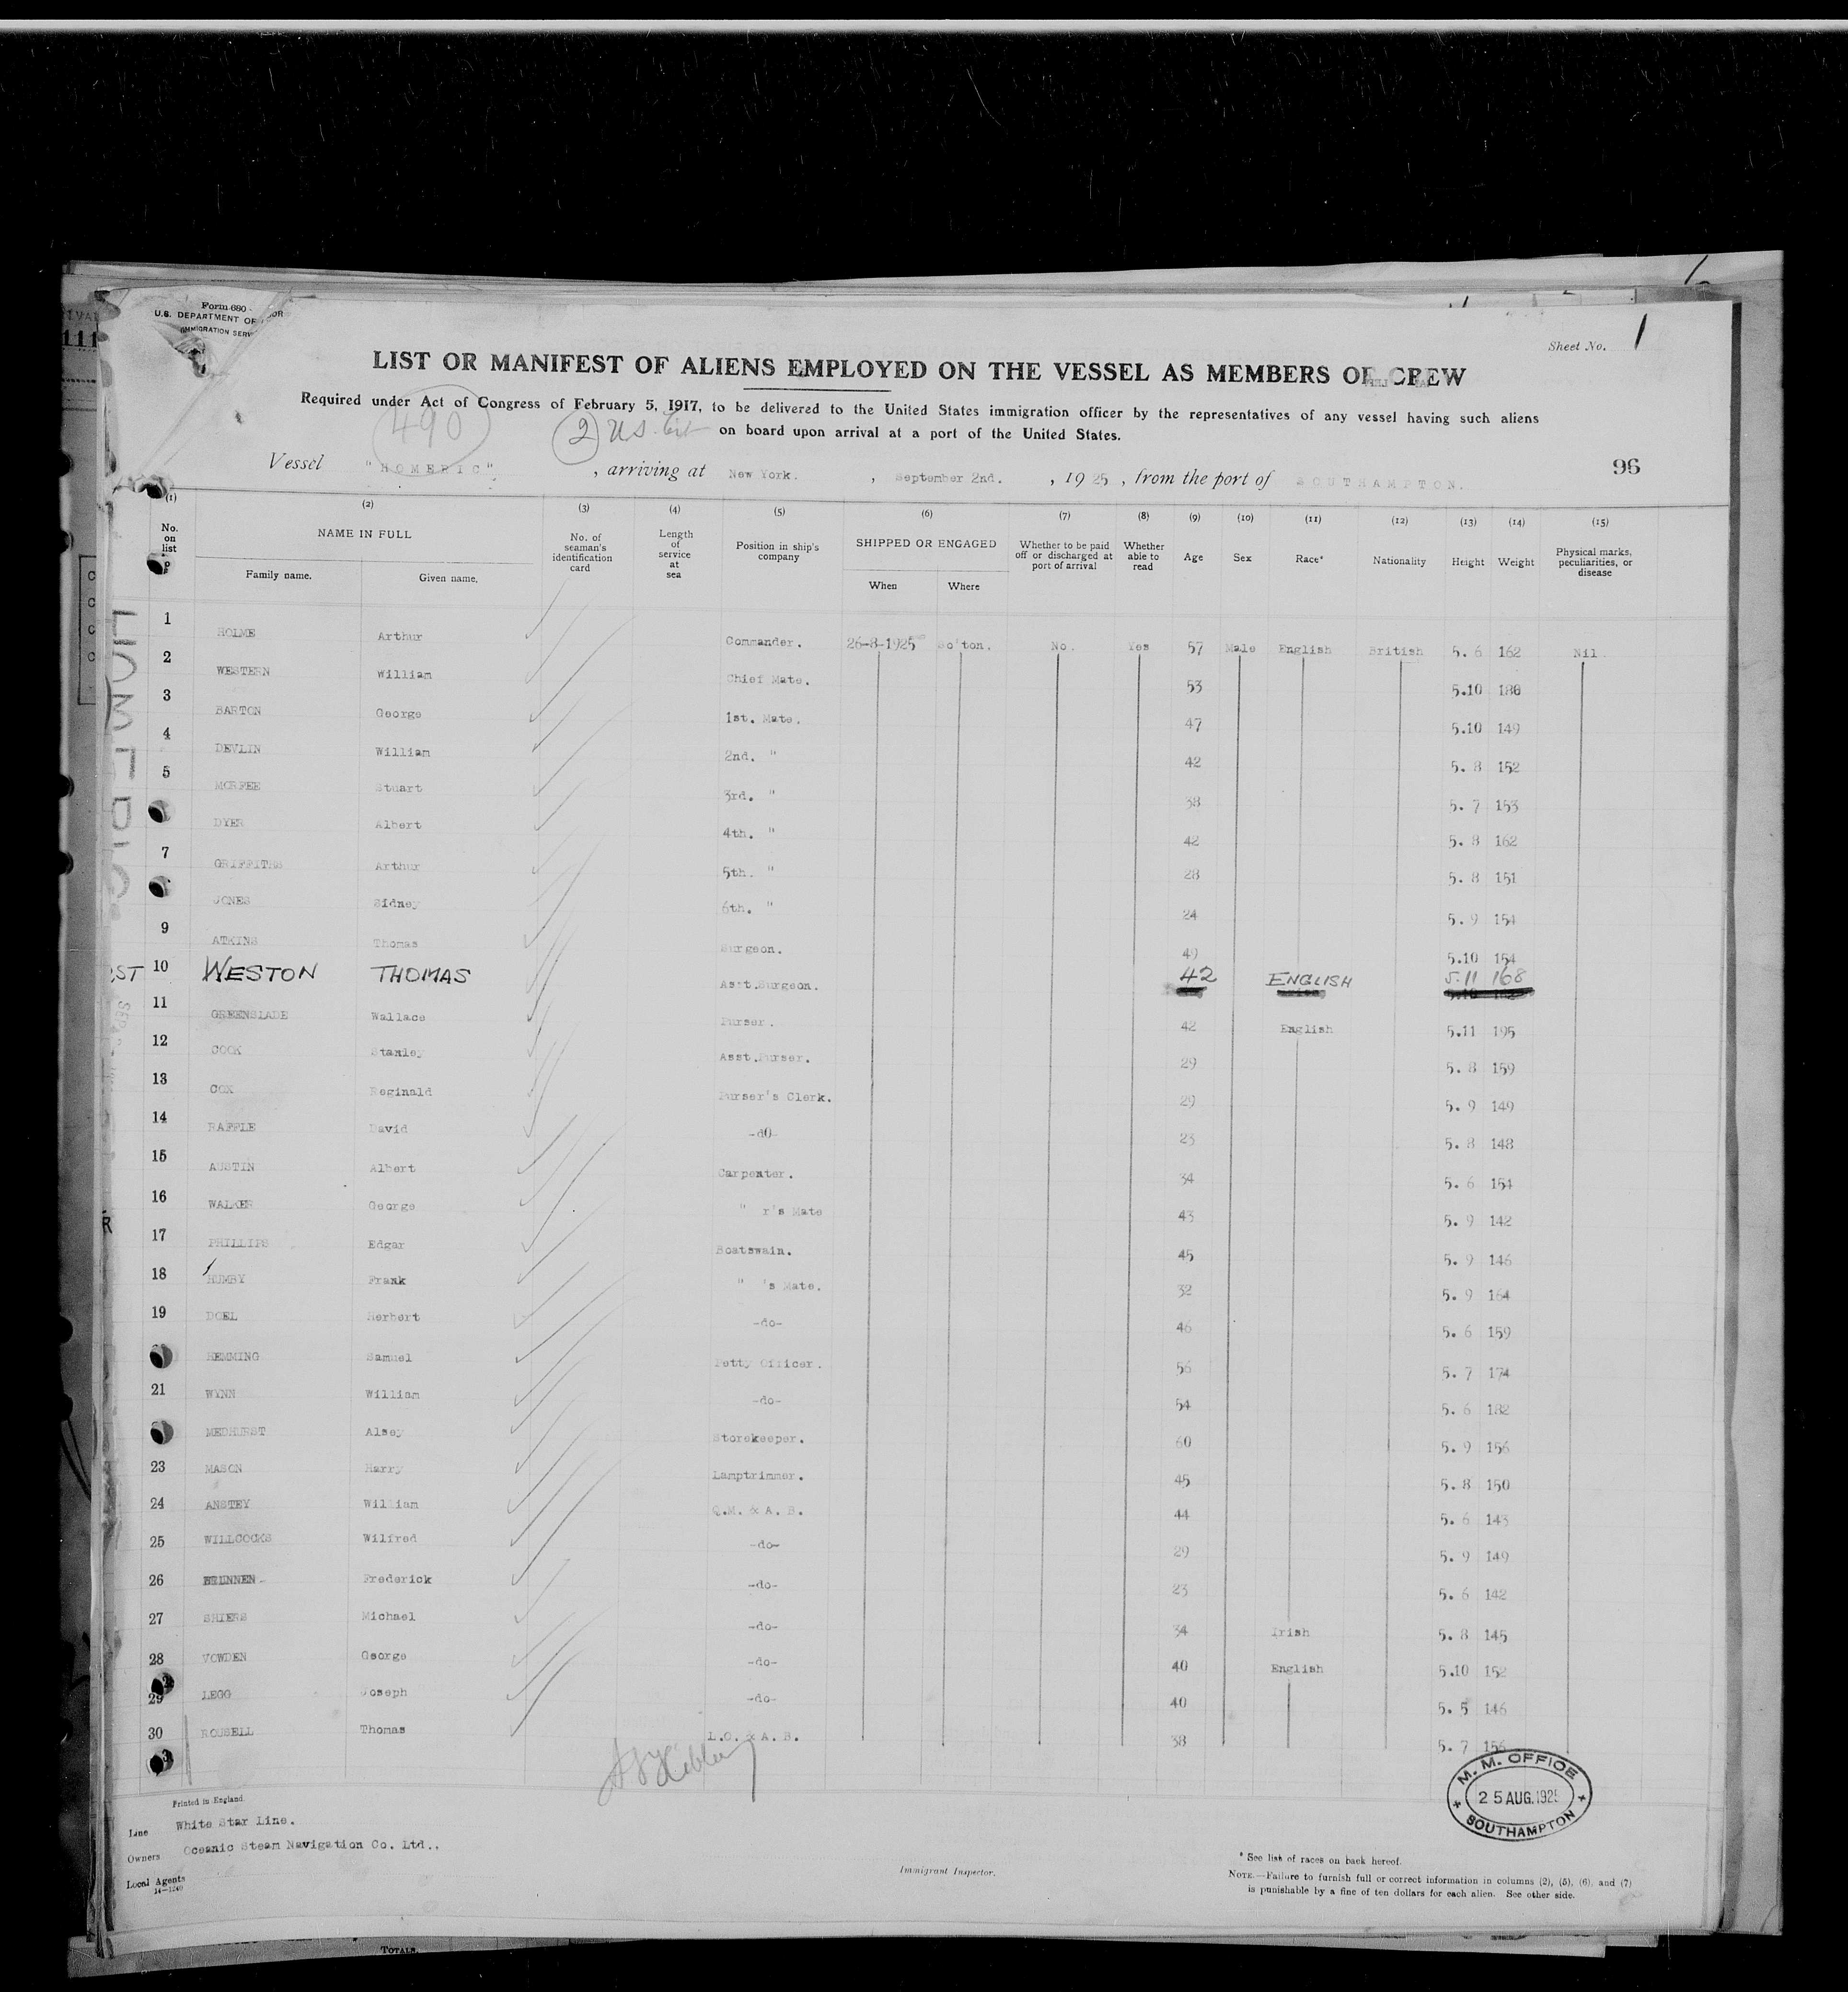 Form 680
U.S. DEPARTMENT OF
IMMIGRATION SERV
Sheet No. 1
LIST OR MANIFEST OF ALIENS EMPLOYED ON THE VESSEL AS MEMBERS OF CREW
Required under Act of Congress of February 5, 1917, to be delivered to the United States immigration officer by the representatives of any vessel having such aliens
on board upon arrival at a port of the United States.
490
2 US Cit
Vessel "HOMERIC", arriving at New York, September 2nd., 1925, from the port of SOUTHAMPTON.
96
(1) (2) (3) (4) (5) (6) (7) (8) (9) (10) (11) (12) (13) (14) (15)
No. on list
NAME IN FULL
Family name. Given name.
No. of seaman's identification card
Length of service at sea
Position in ship's company
SHIPPED OR ENGAGED
When Where
Whether to be paid off or discharged at port of arrival
Whether able to read
Age
Sex
Race*
Nationality
Height
Weight
Physical marks, peculiarities, or disease
1 HOLME Arthur Commander. 26-8-1925 So'ton. No. Yes 57 Male English British 5. 6 162 Nil
2 WESTERN William Chief Mate. 53 5.10 186
3 BARTON George 1st. Mate. 47 5.10 149
4 DEVLIN William 2nd. " 42 5. 8 152
5 MCRFEE Stuart 3rd. " 38 5. 7 153
DYER Albert 4th. " 42 5. 8 162
7 GRIFFITHS Arthur 5th. " 28 5. 8 151
JONES Sidney 6th. " 24 5. 9 154
9 ATKINS Thomas Surgeon. 49 5.10 154
10 WESTON THOMAS Asst.Surgeon. 42 ENGLISH 5.11 168
11 GREENSLADE Wallace Purser. 42 English 5.11 195
12 COOK Stanley Asst.Purser. 29 5. 8 159
13 COX Reginald Purser's Clerk. 29 5. 9 149
14 RAFFLE David -do- 23 5. 8 148
15 AUSTIN Albert Carpenter. 34 5. 6 154
16 WALKER George " r's Mate 43 5. 9 142
17 PHILLIPS Edgar Boatswain. 45 5. 9 146
18 HUMBY Frank " 's Mate. 32 5. 9 164
19 DOEL Herbert -do- 46 5. 6 159
HEMMING Samuel Petty Officer. 56 5. 7 174
21 WYNN William -do- 54 5. 6 182
MEDHURST Alsey Storekeeper. 60 5. 9 156
23 MASON Harry Lamptrimmer. 45 5. 8 150
24 ANSTEY William Q.M. & A. B. 44 5. 6 143
25 WILLCOCKS Wilfred -do- 29 5. 9 149
26 Frederick -do- 23 5. 6 142
27 SHIERS Michael -do- 34 Irish 5. 8 145
28 VOWDEN George -do- 40 English 5.10 152
29 LEGG Joseph -do- 40 5. 5 146
30 ROUSELL Thomas L.O. & A. B. 38 5. 7 156
M. M. OFFICE
25 AUG. 1925
SOUTHAMPTON
Printed in England.
Line White Star Line.
Owners Oceanic Steam Navigation Co. Ltd..
Local Agents
14-1240
Immigrant Inspector.
* See list of races on back hereof.
NOTE.—Failure to furnish full or correct information in columns (2), (5), (6), and (7)
is punishable by a fine of ten dollars for each alien. See other side.
TOTALS.